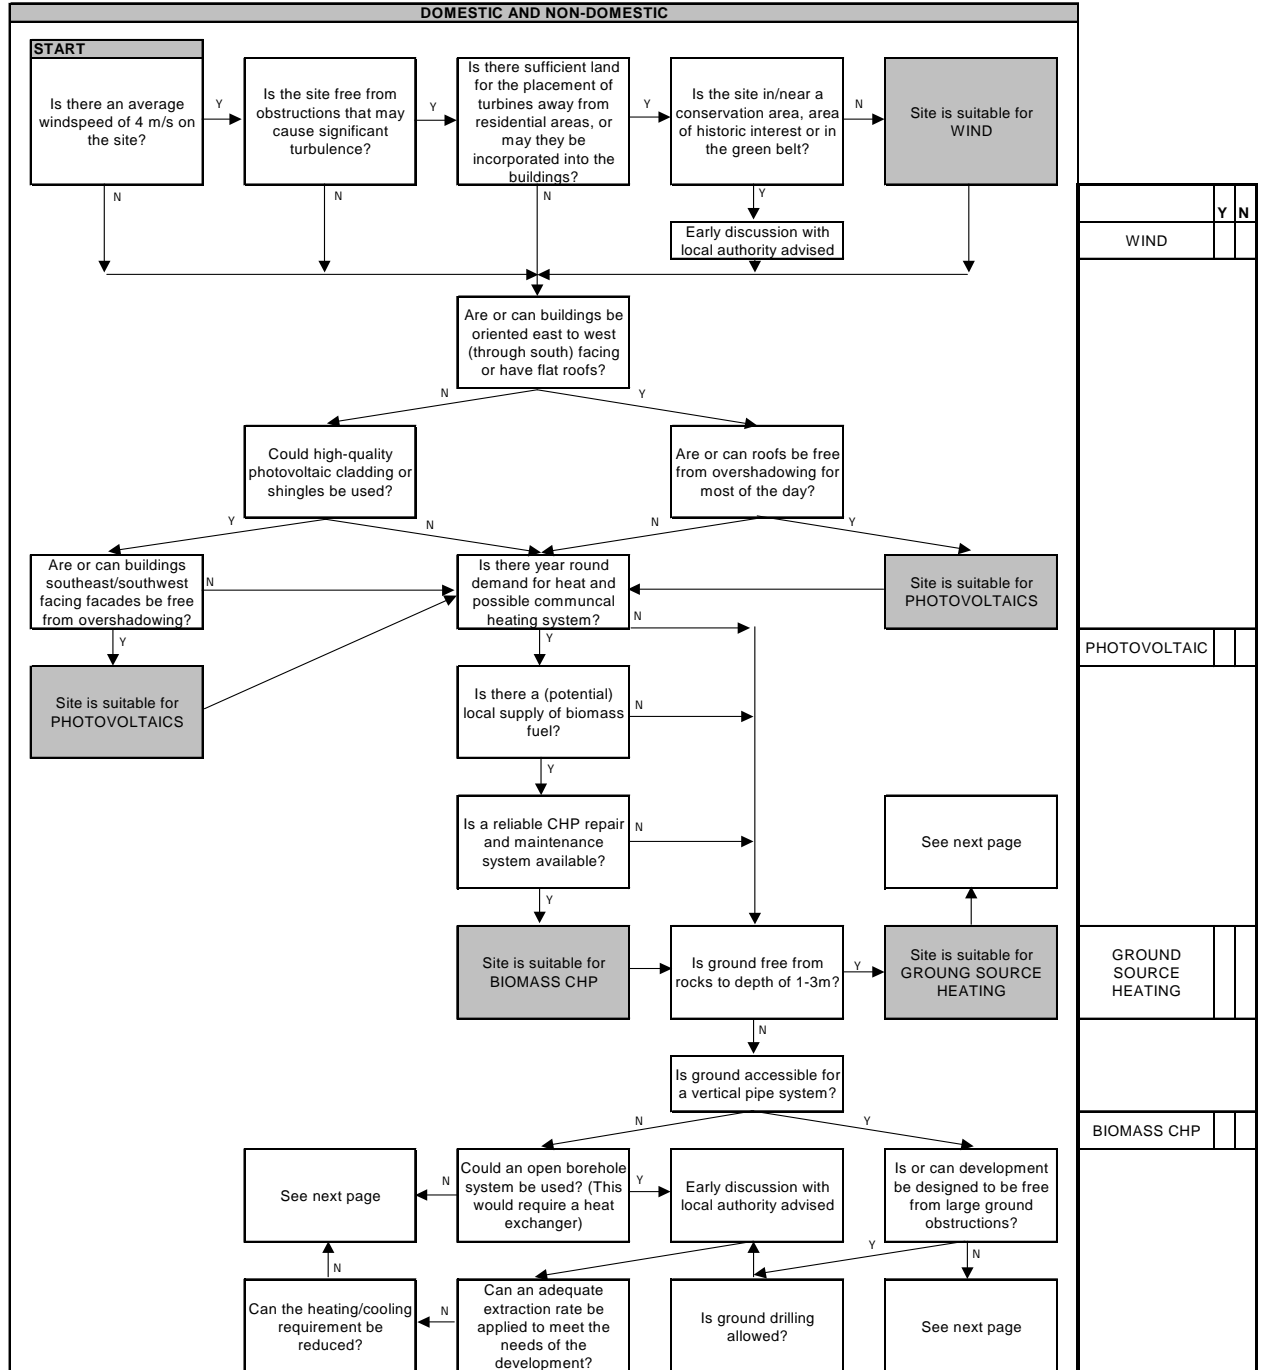 DOMESTIC AND NON-DOMESTIC
START
Is there an average
windspeed of 4 m/s on
the site?
Y
N
Is the site free from
obstructions that may
cause significant
turbulence?
Y
N
Is there sufficient land
for the placement of
turbines away from
residential areas, or
may they be
incorporated into the
buildings?
Y
N
Is the site in/near a
conservation area, area
of historic interest or in
the green belt?
N
Y
Site is suitable for
WIND
Early discussion with
local authority advised
Y N
WIND
Are or can buildings be
oriented east to west
(through south) facing
or have flat roofs?
N
Y
Could high-quality
photovoltaic cladding or
shingles be used?
Y
N
Are or can roofs be free
from overshadowing for
most of the day?
N
Y
Are or can buildings
southeast/southwest
facing facades be free
from overshadowing?
N
Y
Is there year round
demand for heat and
possible communcal
heating system?
N
Y
Site is suitable for
PHOTOVOLTAICS
PHOTOVOLTAIC
Site is suitable for
PHOTOVOLTAICS
Is there a (potential)
local supply of biomass
fuel?
N
Y
Is a reliable CHP repair
and maintenance
system available?
N
Y
See next page
Site is suitable for
BIOMASS CHP
Is ground free from
rocks to depth of 1-3m?
Y
N
Site is suitable for
GROUNG SOURCE
HEATING
GROUND
SOURCE
HEATING
Is ground accessible for
a vertical pipe system?
N
Y
BIOMASS CHP
See next page
N
Could an open borehole
system be used? (This
would require a heat
exchanger)
Y
Early discussion with
local authority advised
Is or can development
be designed to be free
from large ground
obstructions?
Y
N
N
Can the heating/cooling
requirement be
reduced?
N
Can an adequate
extraction rate be
applied to meet the
needs of the
development?
Is ground drilling
allowed?
See next page